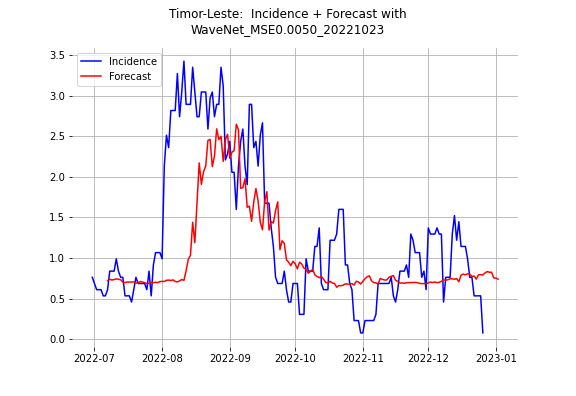 Timor-Leste:  Incidence + Forecast with
WaveNet_MSE0.0050_20221023
Incidence
Forecast
3.5
3.0
2.5
2.0
1.5
1.0
0.5
0.0
2022-07 2022-08 2022-09 2022-10 2022-11 2022-12 2023-01